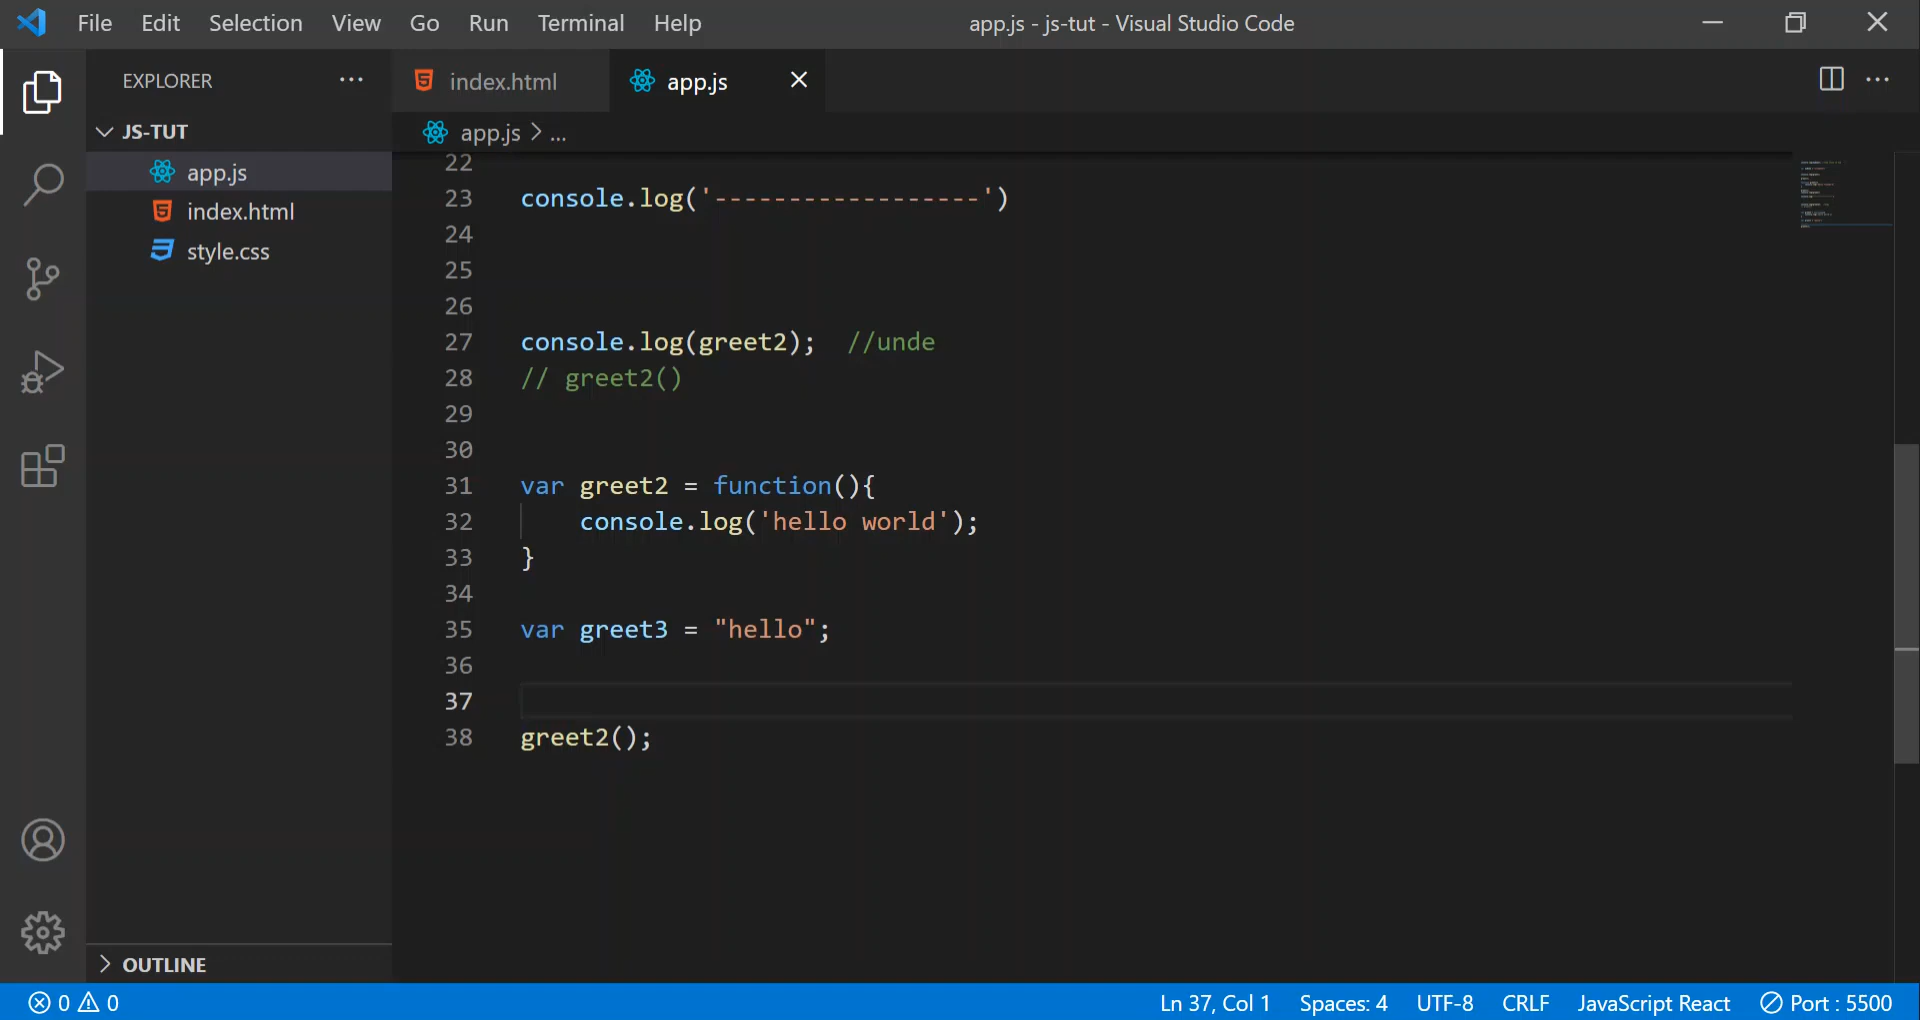 File Edit Selection View Go Run Terminal Help app.js - js-tut - Visual Studio Code
EXPLORER ...
index.html app.js
JS-TUT
app.js > ...
app.js
index.html
style.css
22
23 console.log('------------------')
24
25
26
27 console.log(greet2);  //unde
28 // greet2()
29
30
31 var greet2 = function(){
32     console.log('hello world');
33 }
34
35 var greet3 = "hello";
36
37
38 greet2();
OUTLINE
0 0 Ln 37, Col 1 Spaces: 4 UTF-8 CRLF JavaScript React Port : 5500